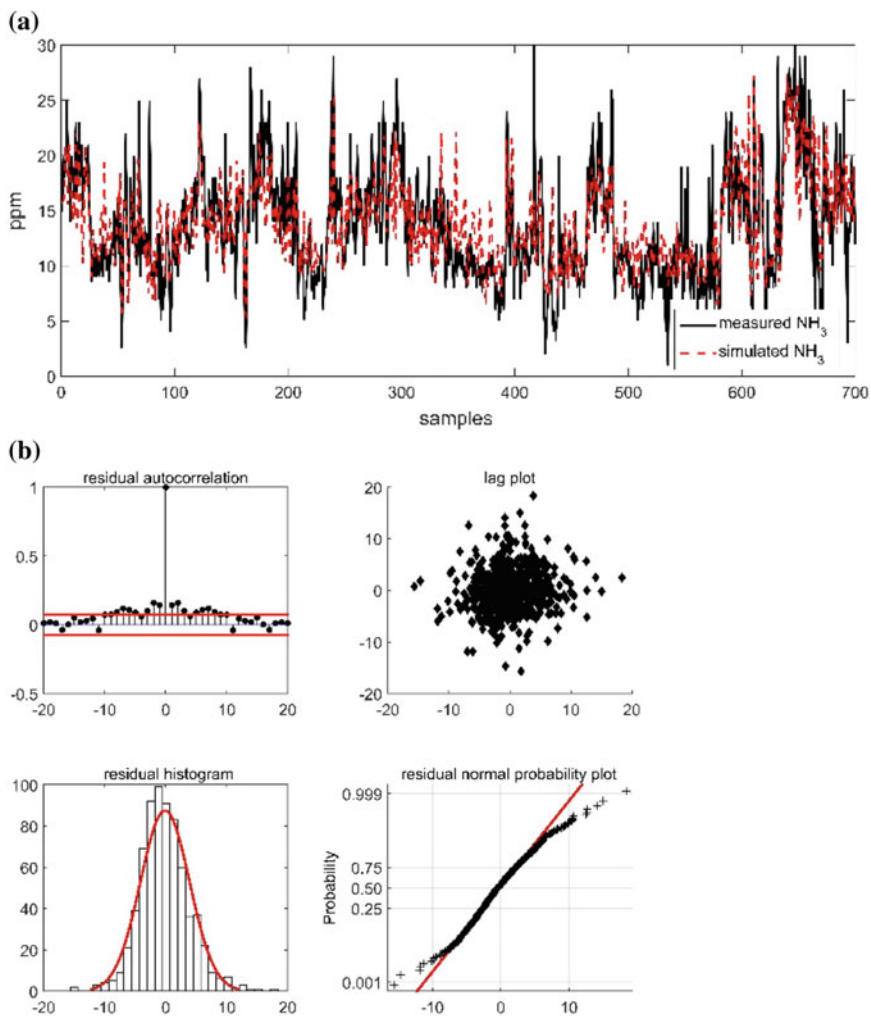 (a)
30
25
20
15
10
5
0
ppm
measured NH3
simulated NH3
0 100 200 300 400 500 600 700
samples
(b)
residual autocorrelation
1
0.5
0
-0.5
-20 -10 0 10 20
lag plot
20
10
0
-10
-20
-20 -10 0 10 20
residual histogram
100
80
60
40
20
0
-20 -10 0 10 20
residual normal probability plot
0.999
0.75
0.50
0.25
0.001
Probability
-10 0 10